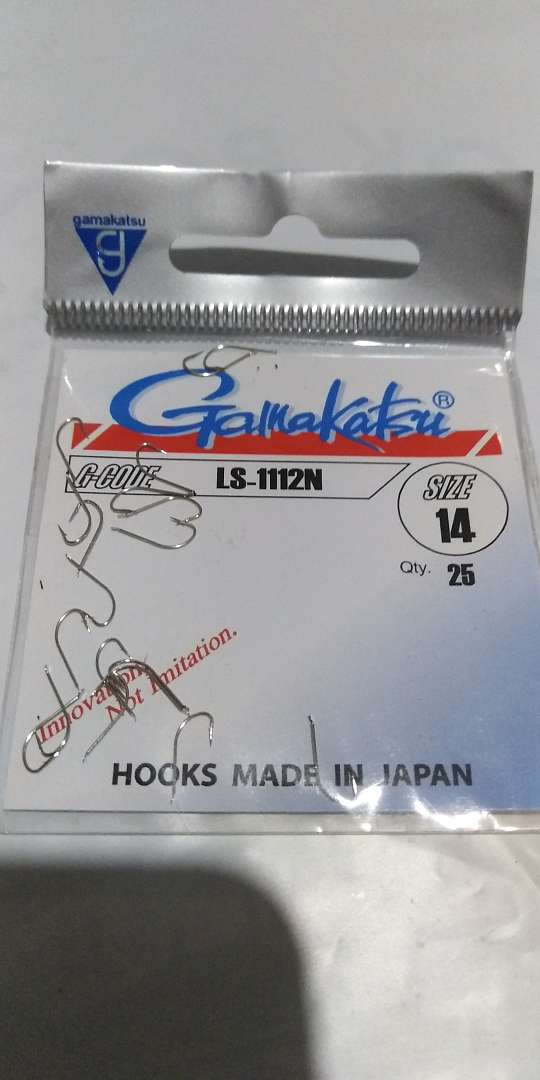 gamakatsu
Gamakatsu®
G-CODE LS-1112N
SIZE
14
Qty. 25
Innovation,
Not Imitation.
HOOKS MADE IN JAPAN